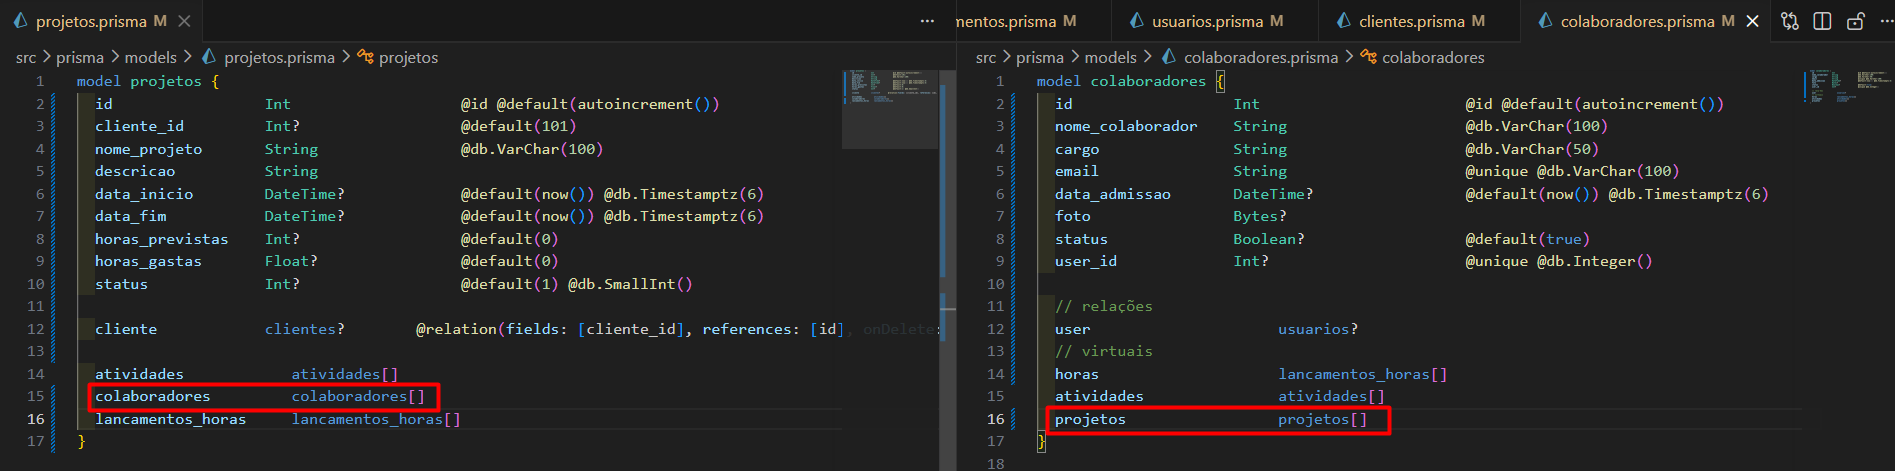 projetos.prisma M
src > prisma > models > projetos.prisma > projetos
1 model projetos {
2 id Int @id @default(autoincrement())
3 cliente_id Int? @default(101)
4 nome_projeto String @db.VarChar(100)
5 descricao String
6 data_inicio DateTime? @default(now()) @db.Timestamptz(6)
7 data_fim DateTime? @default(now()) @db.Timestamptz(6)
8 horas_previstas Int? @default(0)
9 horas_gastas Float? @default(0)
10 status Int? @default(1) @db.SmallInt()
11
12 cliente clientes? @relation(fields: [cliente_id], references: [id], onDelete:
13
14 atividades atividades[]
15 colaboradores colaboradores[]
16 lancamentos_horas lancamentos_horas[]
17 }
mentos.prisma M usuarios.prisma M clientes.prisma M colaboradores.prisma M
src > prisma > models > colaboradores.prisma > colaboradores
1 model colaboradores {
2 id Int @id @default(autoincrement())
3 nome_colaborador String @db.VarChar(100)
4 cargo String @db.VarChar(50)
5 email String @unique @db.VarChar(100)
6 data_admissao DateTime? @default(now()) @db.Timestamptz(6)
7 foto Bytes?
8 status Boolean? @default(true)
9 user_id Int? @unique @db.Integer()
10
11 // relações
12 user usuarios?
13 // virtuais
14 horas lancamentos_horas[]
15 atividades atividades[]
16 projetos projetos[]
17 }
18